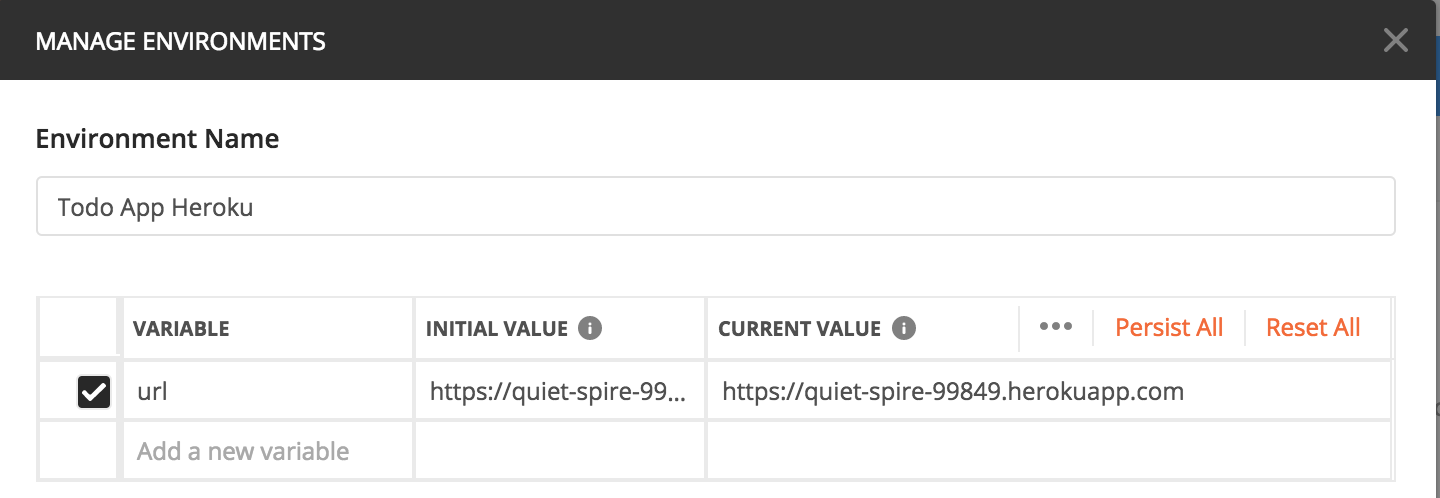 MANAGE ENVIRONMENTS
Environment Name
Todo App Heroku
VARIABLE INITIAL VALUE CURRENT VALUE Persist All Reset All
url https://quiet-spire-99... https://quiet-spire-99849.herokuapp.com
Add a new variable